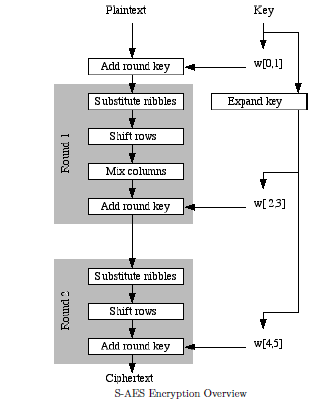 Plaintext
Key
Add round key
w[0,1]
Round 1
Substitute nibbles
Expand key
Shift rows
Mix columns
Add round key
w[ 2,3]
Round 2
Substitute nibbles
Shift rows
Add round key
w[4,5]
Ciphertext
S-AES Encryption Overview